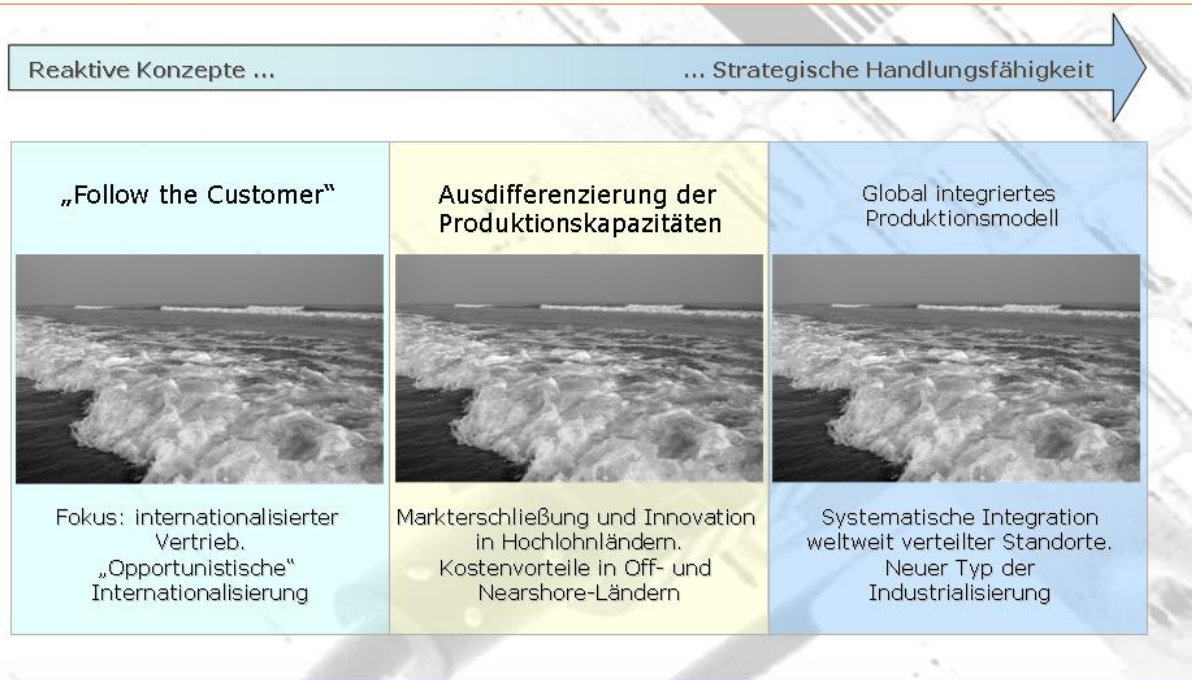 Reaktive Konzepte ...
... Strategische Handlungsfähigkeit
„Follow the Customer“
Ausdifferenzierung der
Produktionskapazitäten
Global integriertes
Produktionsmodell
Fokus: internationalisierter
Vertrieb.
„Opportunistische“
Internationalisierung
Markterschließung und Innovation
in Hochlohnländern.
Kostenvorteile in Off- und
Nearshore-Ländern
Systematische Integration
weltweit verteilter Standorte.
Neuer Typ der
Industrialisierung